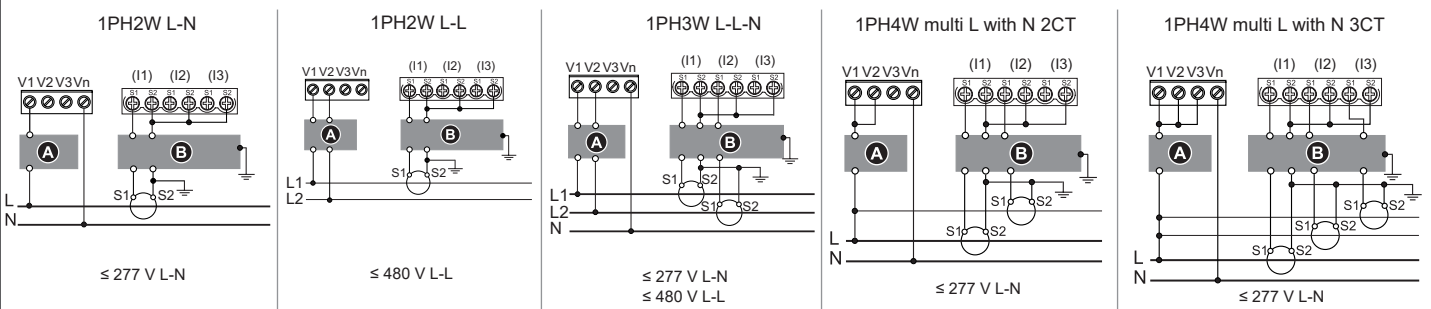 1PH2W L-N
(I1) (I2) (I3)
V1 V2 V3 Vn
S1 S2 S1 S2 S1 S2
A
B
S1 S2
L
N
≤ 277 V L-N
1PH2W L-L
(I1) (I2) (I3)
V1 V2 V3 Vn
S1 S2 S1 S2 S1 S2
A
B
S1 S2
L1
L2
≤ 480 V L-L
1PH3W L-L-N
(I1) (I2) (I3)
V1 V2 V3 Vn
S1 S2 S1 S2 S1 S2
A
B
S1 S2
L1
S1 S2
L2
N
≤ 277 V L-N
≤ 480 V L-L
1PH4W multi L with N 2CT
(I1) (I2) (I3)
V1 V2 V3 Vn
S1 S2 S1 S2 S1 S2
A
B
S1 S2
S1 S2
L
N
≤ 277 V L-N
1PH4W multi L with N 3CT
(I1) (I2) (I3)
V1 V2 V3 Vn
S1 S2 S1 S2 S1 S2
A
B
S1 S2
S1 S2
S1 S2
L
N
≤ 277 V L-N